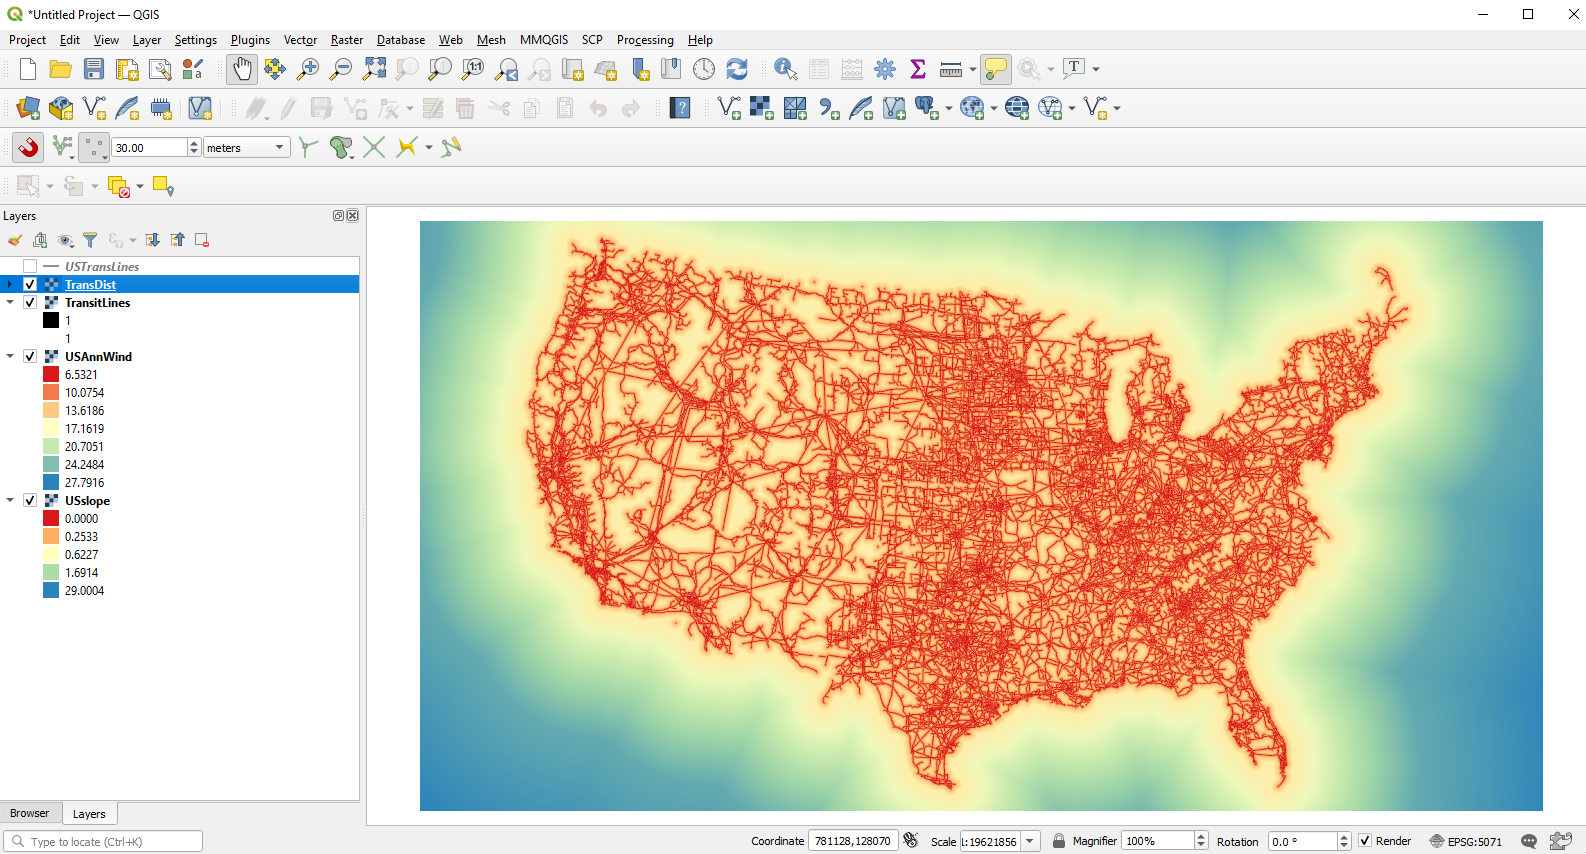 *Untitled Project — QGIS
Project Edit View Layer Settings Plugins Vector Raster Database Web Mesh MMQGIS SCP Processing Help
1:1
T
a
?
30.00 meters
Layers
USTransLines
TransDist
TransitLines
1
1
USAnnWind
6.5321
10.0754
13.6186
17.1619
20.7051
24.2484
27.7916
USslope
0.0000
0.2533
0.6227
1.6914
29.0004
Browser Layers
Type to locate (Ctrl+K) Coordinate 781128,128070 Scale 1:19621856 Magnifier 100% Rotation 0.0 ° Render EPSG:5071